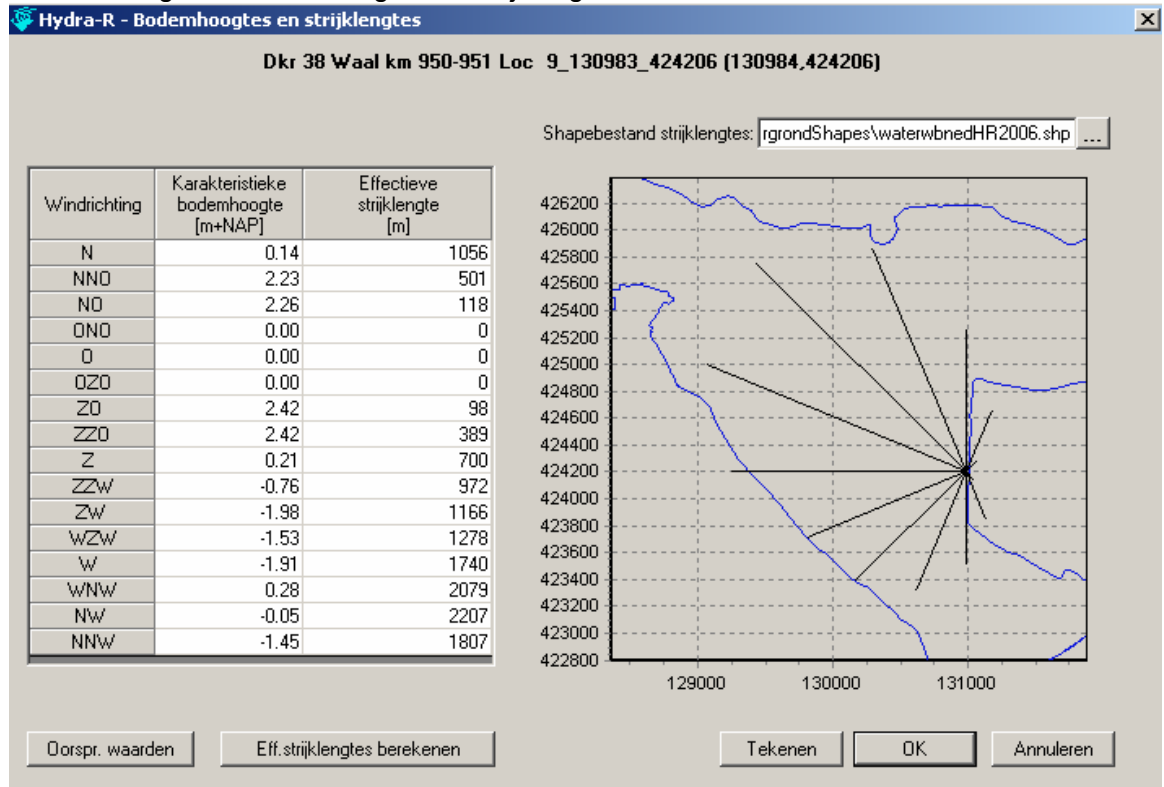 Hydra-R - Bodemhoogtes en strijklengtes
Dkr 38 Waal km 950-951 Loc 9_130983_424206 (130984,424206)
Shapebestand strijklengtes: rgrondShapes\waterwbnedHR2006.shp ...
Windrichting Karakteristieke bodemhoogte [m+NAP] Effectieve strijklengte [m]
N 0.14 1056
NNO 2.23 501
NO 2.26 118
ONO 0.00 0
O 0.00 0
OZO 0.00 0
ZO 2.42 98
ZZO 2.42 389
Z 0.21 700
ZZW -0.76 972
ZW -1.98 1166
WZW -1.53 1278
W -1.91 1740
WNW 0.28 2079
NW -0.05 2207
NNW -1.45 1807
426200
426000
425800
425600
425400
425200
425000
424800
424600
424400
424200
424000
423800
423600
423400
423200
423000
422800
129000 130000 131000
Oorspr. waarden Eff.strijklengtes berekenen Tekenen OK Annuleren